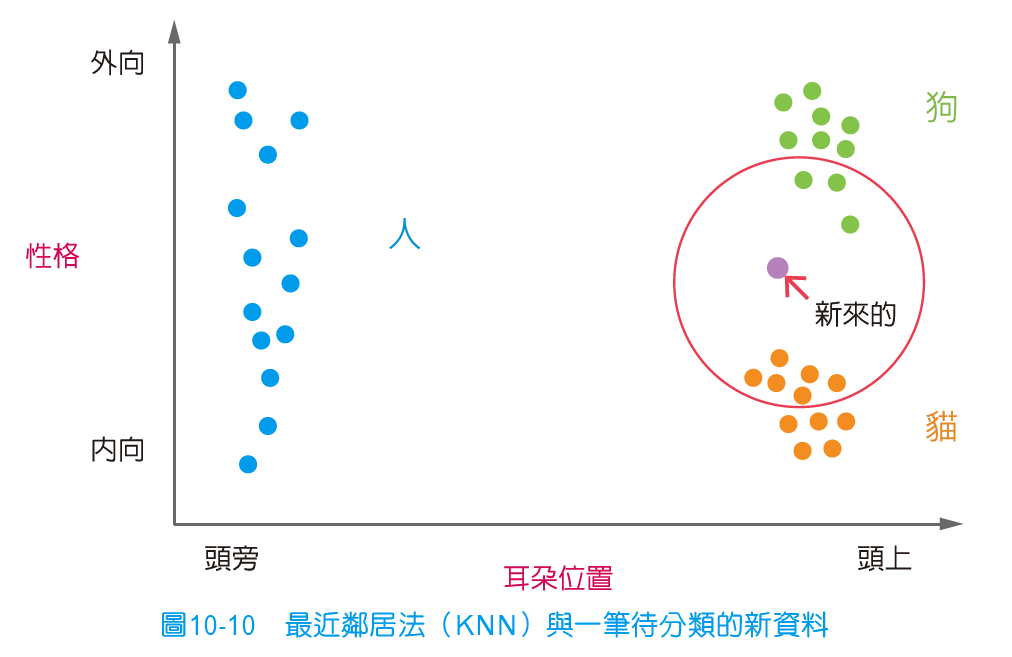 外向
狗
人
性格
新來的
貓
內向
頭旁
頭上
耳朵位置
圖10-10 最近鄰居法（KNN）與一筆待分類的新資料